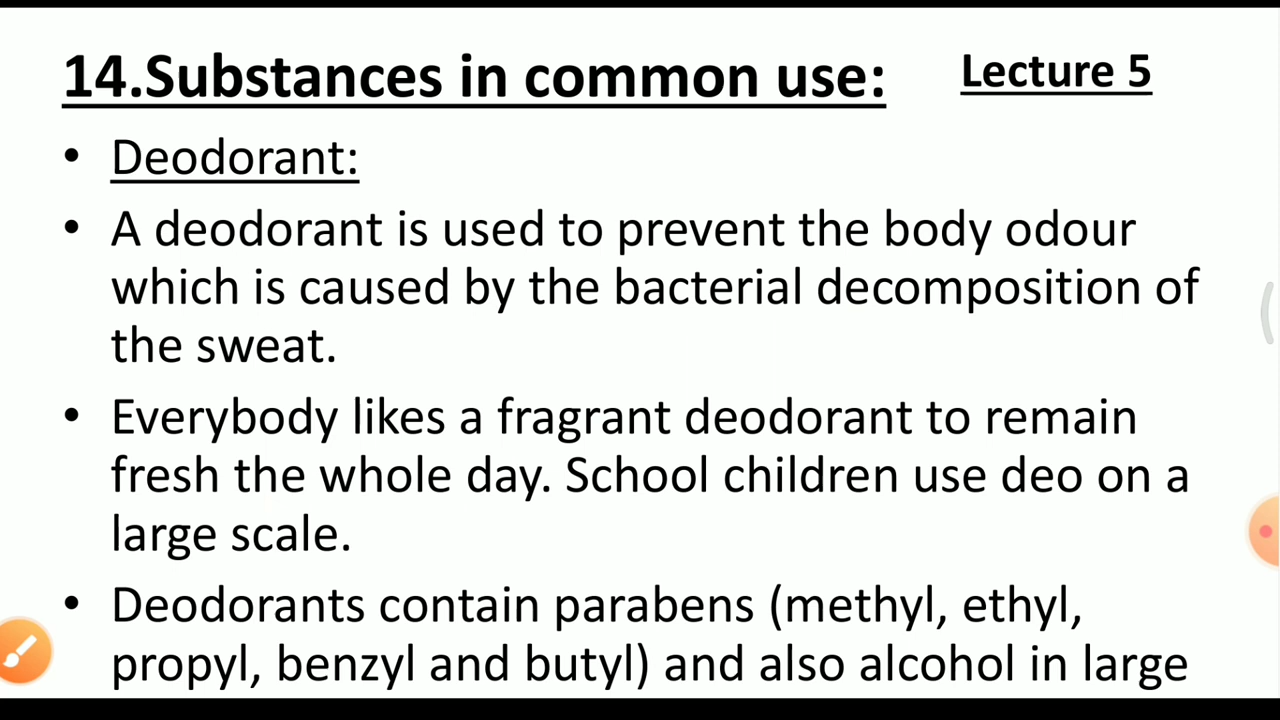 14.Substances in common use: Lecture 5
• Deodorant:
• A deodorant is used to prevent the body odour
which is caused by the bacterial decomposition of
the sweat.
• Everybody likes a fragrant deodorant to remain
fresh the whole day. School children use deo on a
large scale.
• Deodorants contain parabens (methyl, ethyl,
propyl, benzyl and butyl) and also alcohol in large